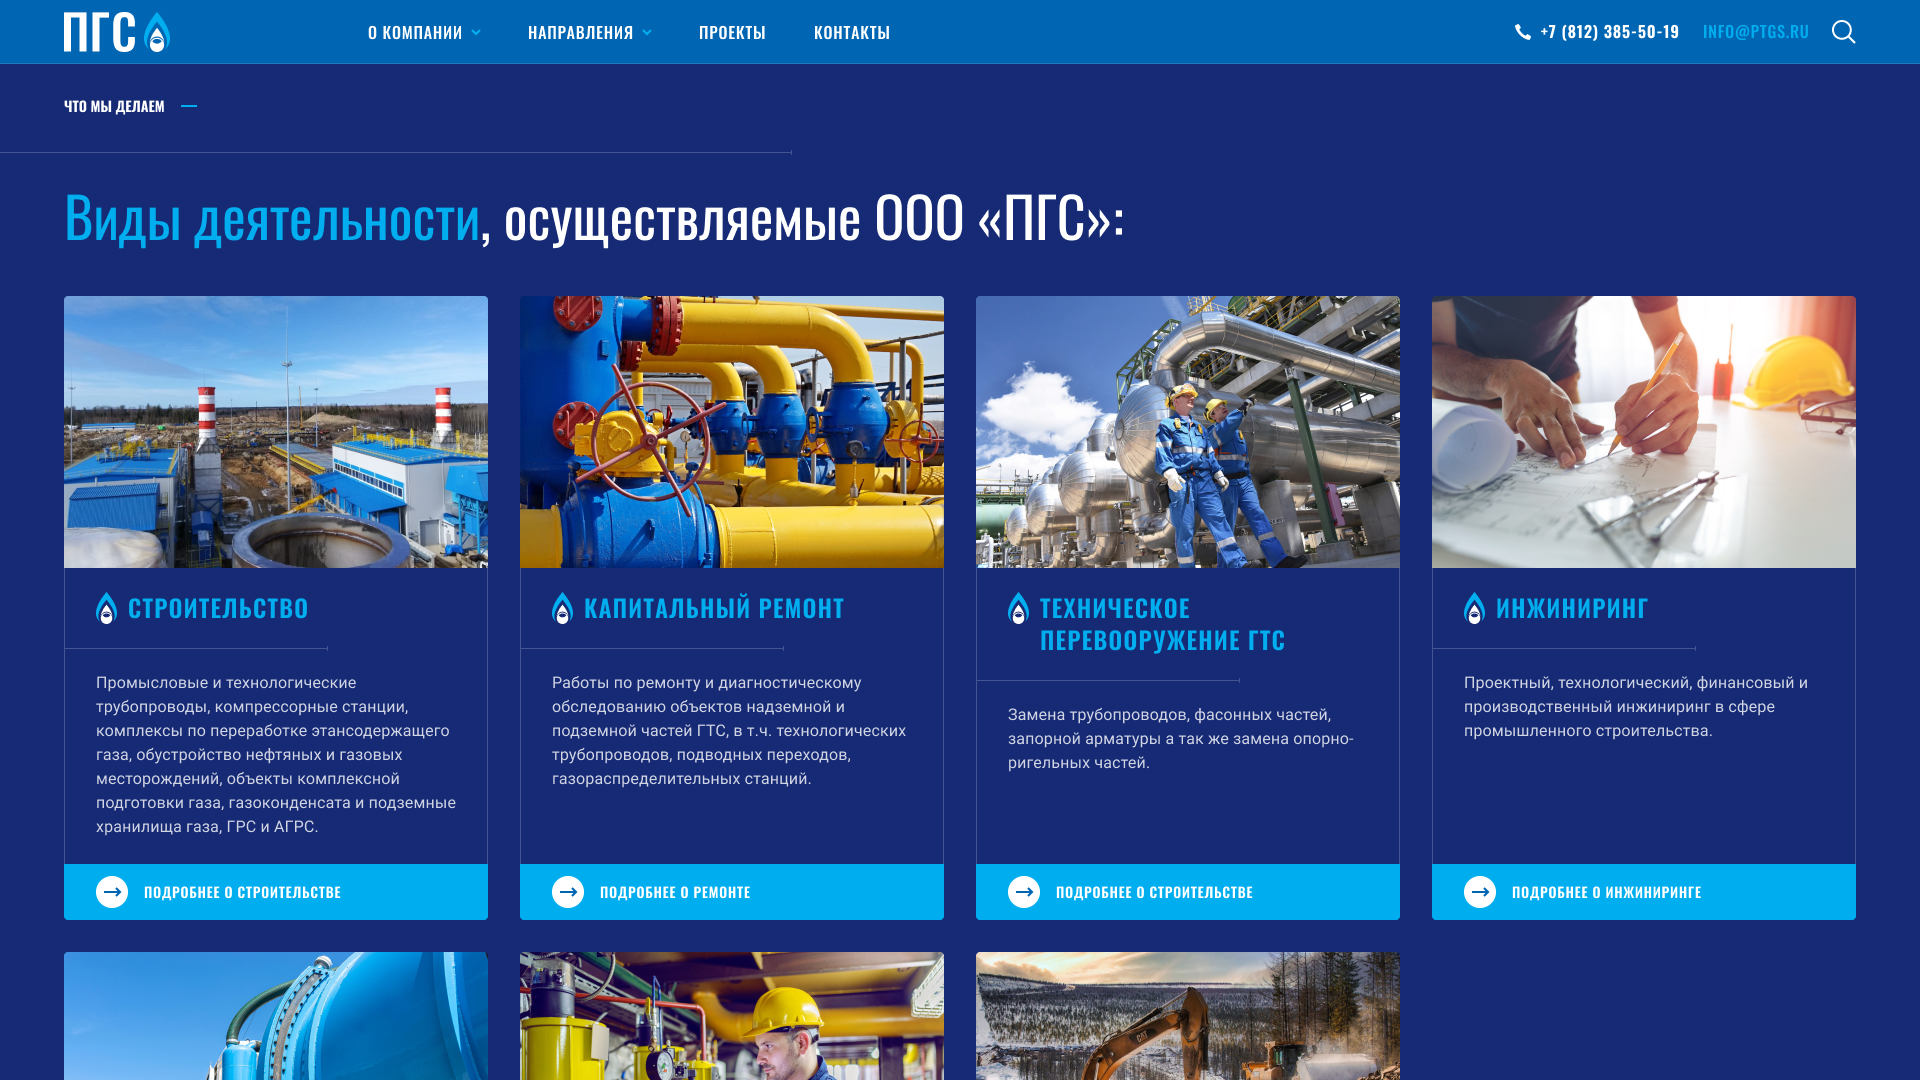 ПГС
О КОМПАНИИ
НАПРАВЛЕНИЯ
ПРОЕКТЫ
КОНТАКТЫ
+7 (812) 385-50-19
INFO@PTGS.RU
ЧТО МЫ ДЕЛАЕМ
Виды деятельности, осуществляемые ООО «ПГС»:
СТРОИТЕЛЬСТВО
Промысловые и технологические
трубопроводы, компрессорные станции,
комплексы по переработке этансодержащего
газа, обустройство нефтяных и газовых
месторождений, объекты комплексной
подготовки газа, газоконденсата и подземные
хранилища газа, ГРС и АГРС.
ПОДРОБНЕЕ О СТРОИТЕЛЬСТВЕ
КАПИТАЛЬНЫЙ РЕМОНТ
Работы по ремонту и диагностическому
обследованию объектов надземной и
подземной частей ГТС, в т.ч. технологических
трубопроводов, подводных переходов,
газораспределительных станций.
ПОДРОБНЕЕ О РЕМОНТЕ
ТЕХНИЧЕСКОЕ
ПЕРЕВООРУЖЕНИЕ ГТС
Замена трубопроводов, фасонных частей,
запорной арматуры а так же замена опорно-
ригельных частей.
ПОДРОБНЕЕ О СТРОИТЕЛЬСТВЕ
ИНЖИНИРИНГ
Проектный, технологический, финансовый и
производственный инжиниринг в сфере
промышленного строительства.
ПОДРОБНЕЕ О ИНЖИНИРИНГЕ